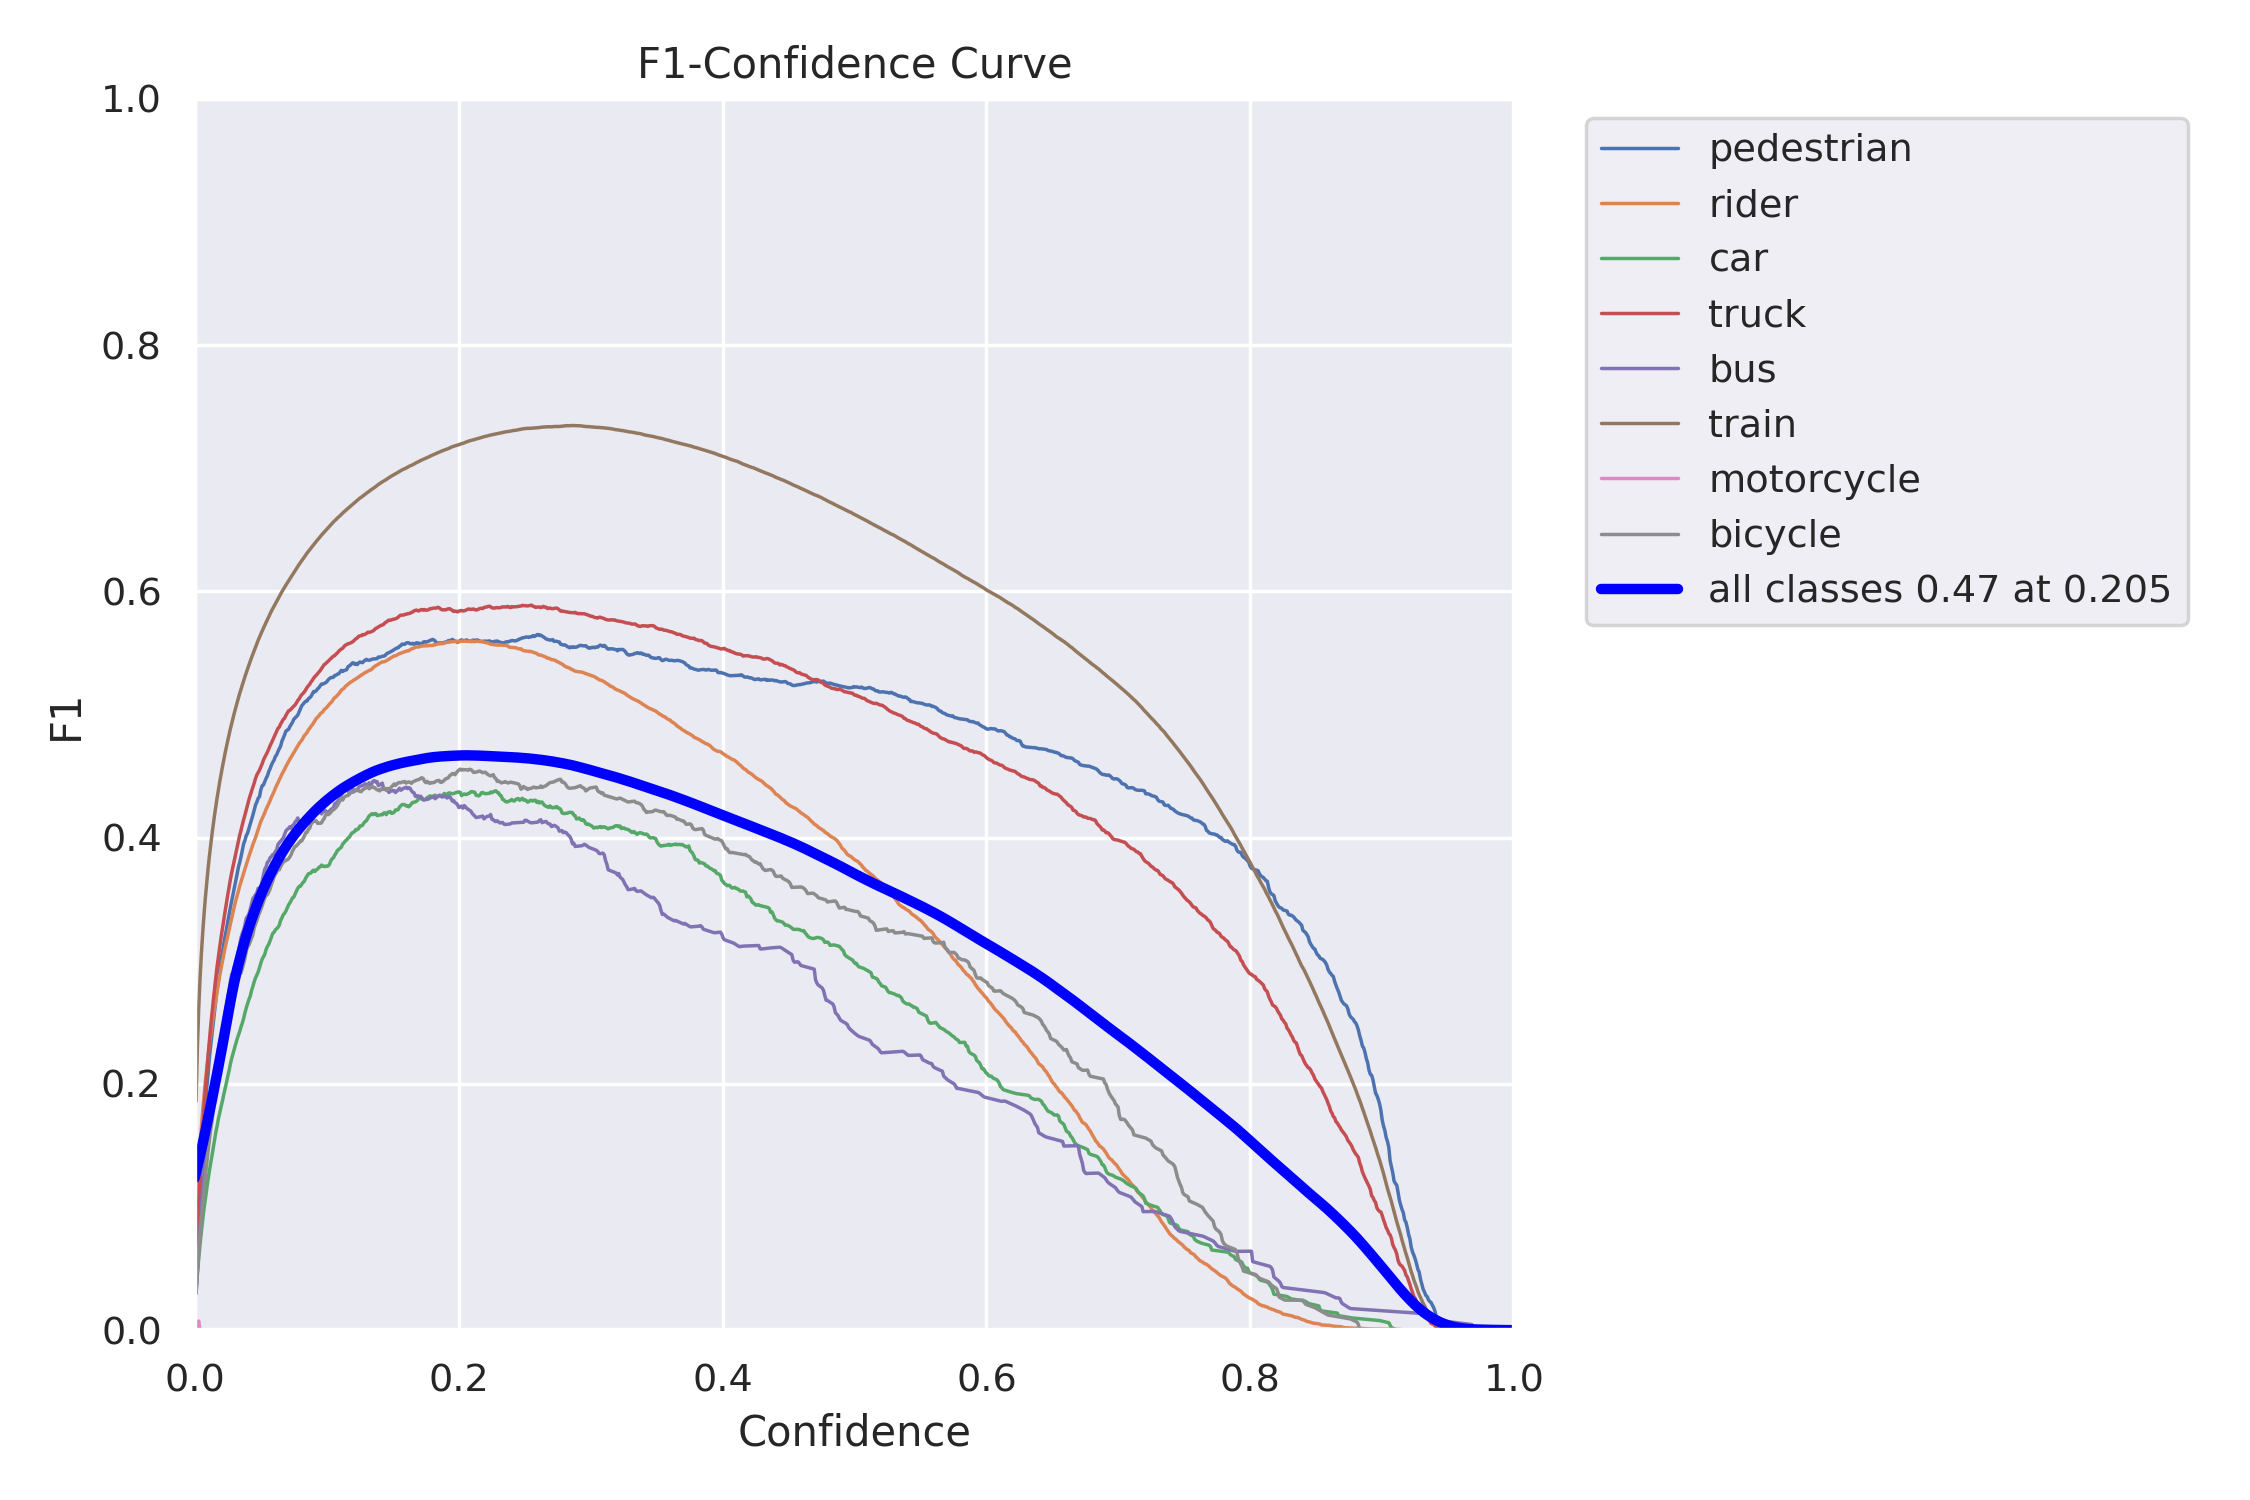 F1-Confidence Curve
1.0
0.8
0.6
0.4
0.2
0.0
F1
0.0 0.2 0.4 0.6 0.8 1.0
Confidence
pedestrian
rider
car
truck
bus
train
motorcycle
bicycle
all classes 0.47 at 0.205